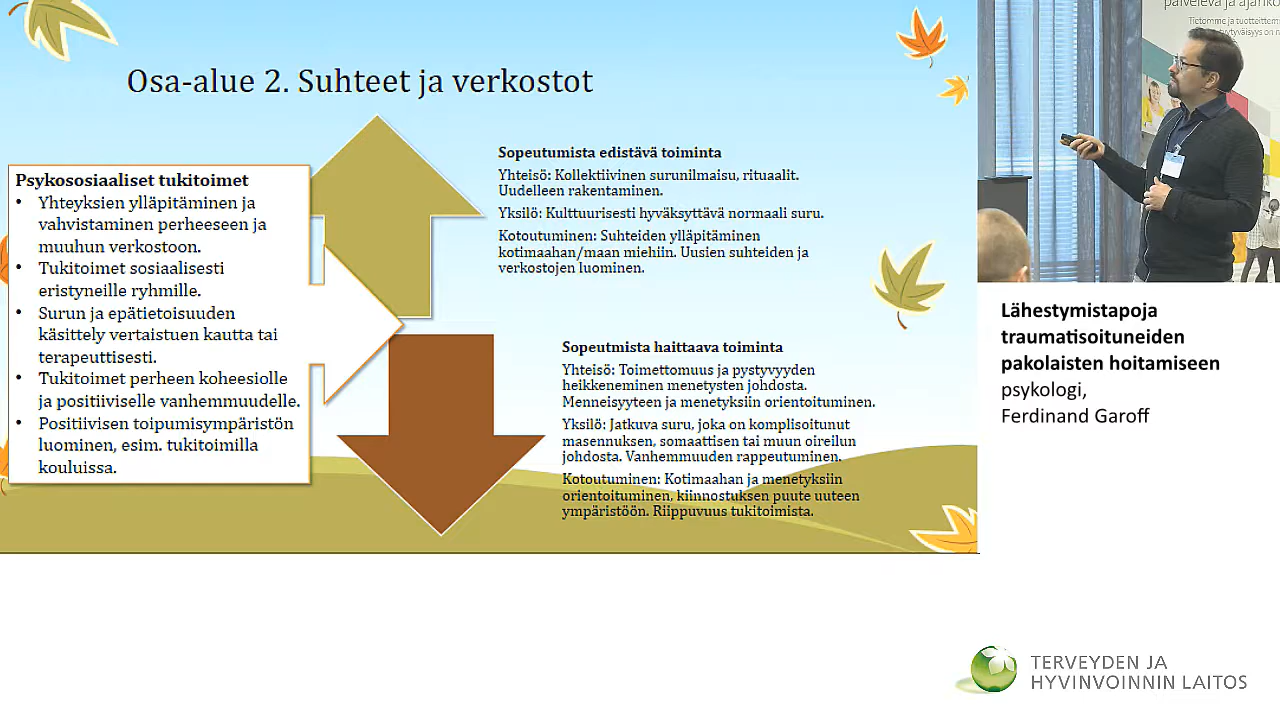 Osa-alue 2. Suhteet ja verkostot
Psykososiaaliset tukitoimet
• Yhteyksien ylläpitäminen ja
vahvistaminen perheeseen ja
muuhun verkostoon.
• Tukitoimet sosiaalisesti
eristyneille ryhmille.
• Surun ja epätietoisuuden
käsittely vertaistuen kautta tai
terapeuttisesti.
• Tukitoimet perheen koheesiolle
ja positiiviselle vanhemmuudelle.
• Positiivisen toipumisympäristön
luominen, esim. tukitoimilla
kouluissa.
Sopeutumista edistävä toiminta
Yhteisö: Kollektiivinen surunilmaisu, rituaalit.
Uudelleen rakentaminen.
Yksilö: Kulttuurisesti hyväksyttävä normaali suru.
Kotoutuminen: Suhteiden ylläpitäminen
kotimaahan/maan miehiin. Uusien suhteiden ja
verkostojen luominen.
Sopeutmista haittaava toiminta
Yhteisö: Toimettomuus ja pystyvyyden
heikkeneminen menetysten johdosta.
Menneisyyteen ja menetyksiin orientoituminen.
Yksilö: Jatkuva suru, joka on komplisoitunut
masennuksen, somaattisen tai muun oireilun
johdosta. Vanhemmuuden rappeutuminen.
Kotoutuminen: Kotimaahan ja menetyksiin
orientoituminen, kiinnostuksen puute uuteen
ympäristöön. Riippuvuus tukitoimista.
palveleva ja ajanko
Tietomme ja tuotteittem
Lähestymistapoja
traumatisoituneiden
pakolaisten hoitamiseen
psykologi,
Ferdinand Garoff
TERVEYDEN JA
HYVINVOINNIN LAITOS